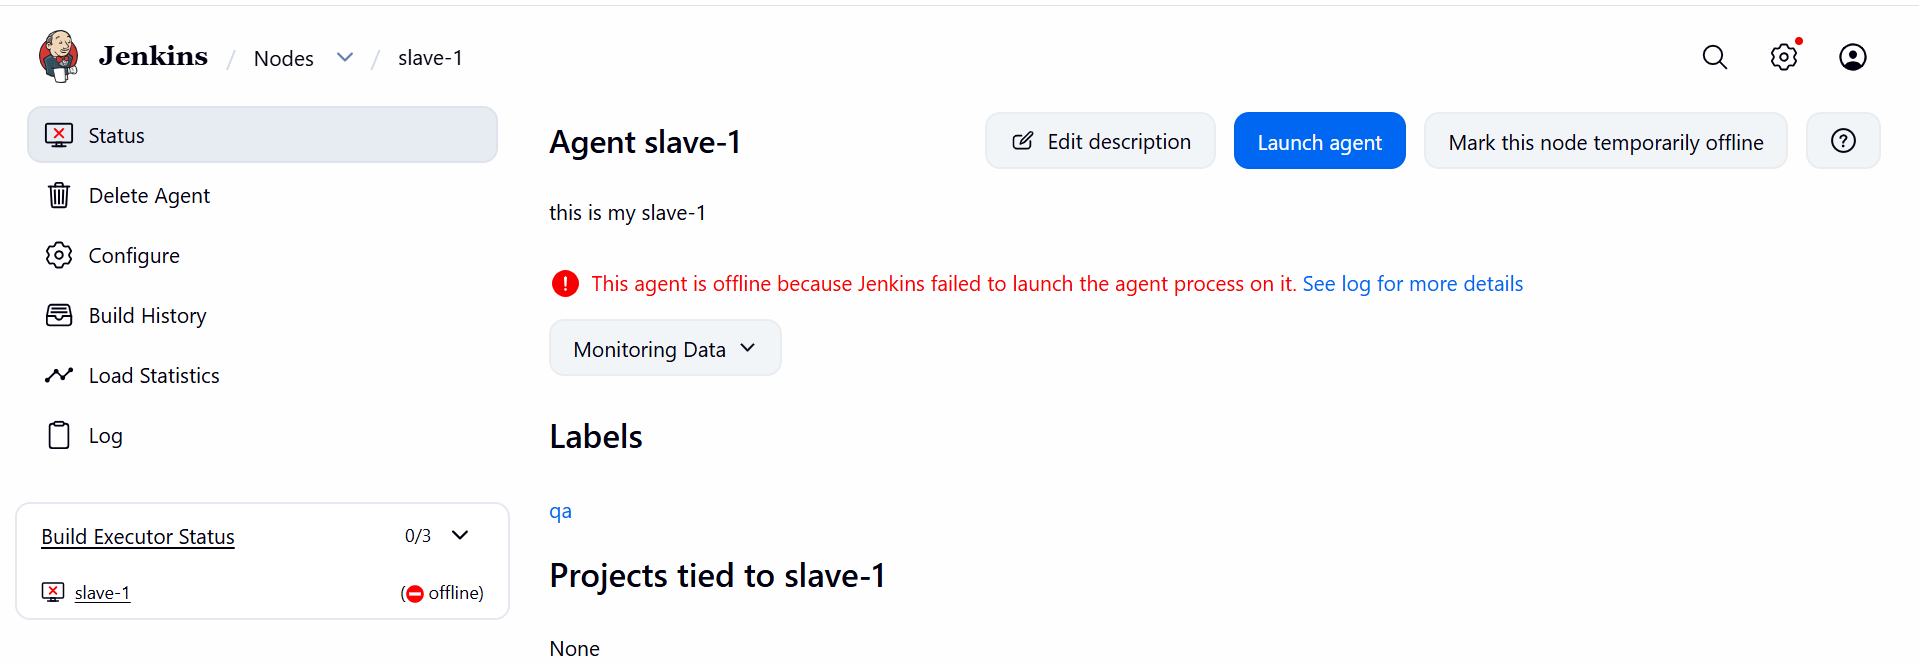 Jenkins / Nodes / slave-1
Status
Delete Agent
Configure
Build History
Load Statistics
Log
Build Executor Status 0/3
slave-1 (offline)
Agent slave-1
Edit description
Launch agent
Mark this node temporarily offline
this is my slave-1
This agent is offline because Jenkins failed to launch the agent process on it. See log for more details
Monitoring Data
Labels
qa
Projects tied to slave-1
None